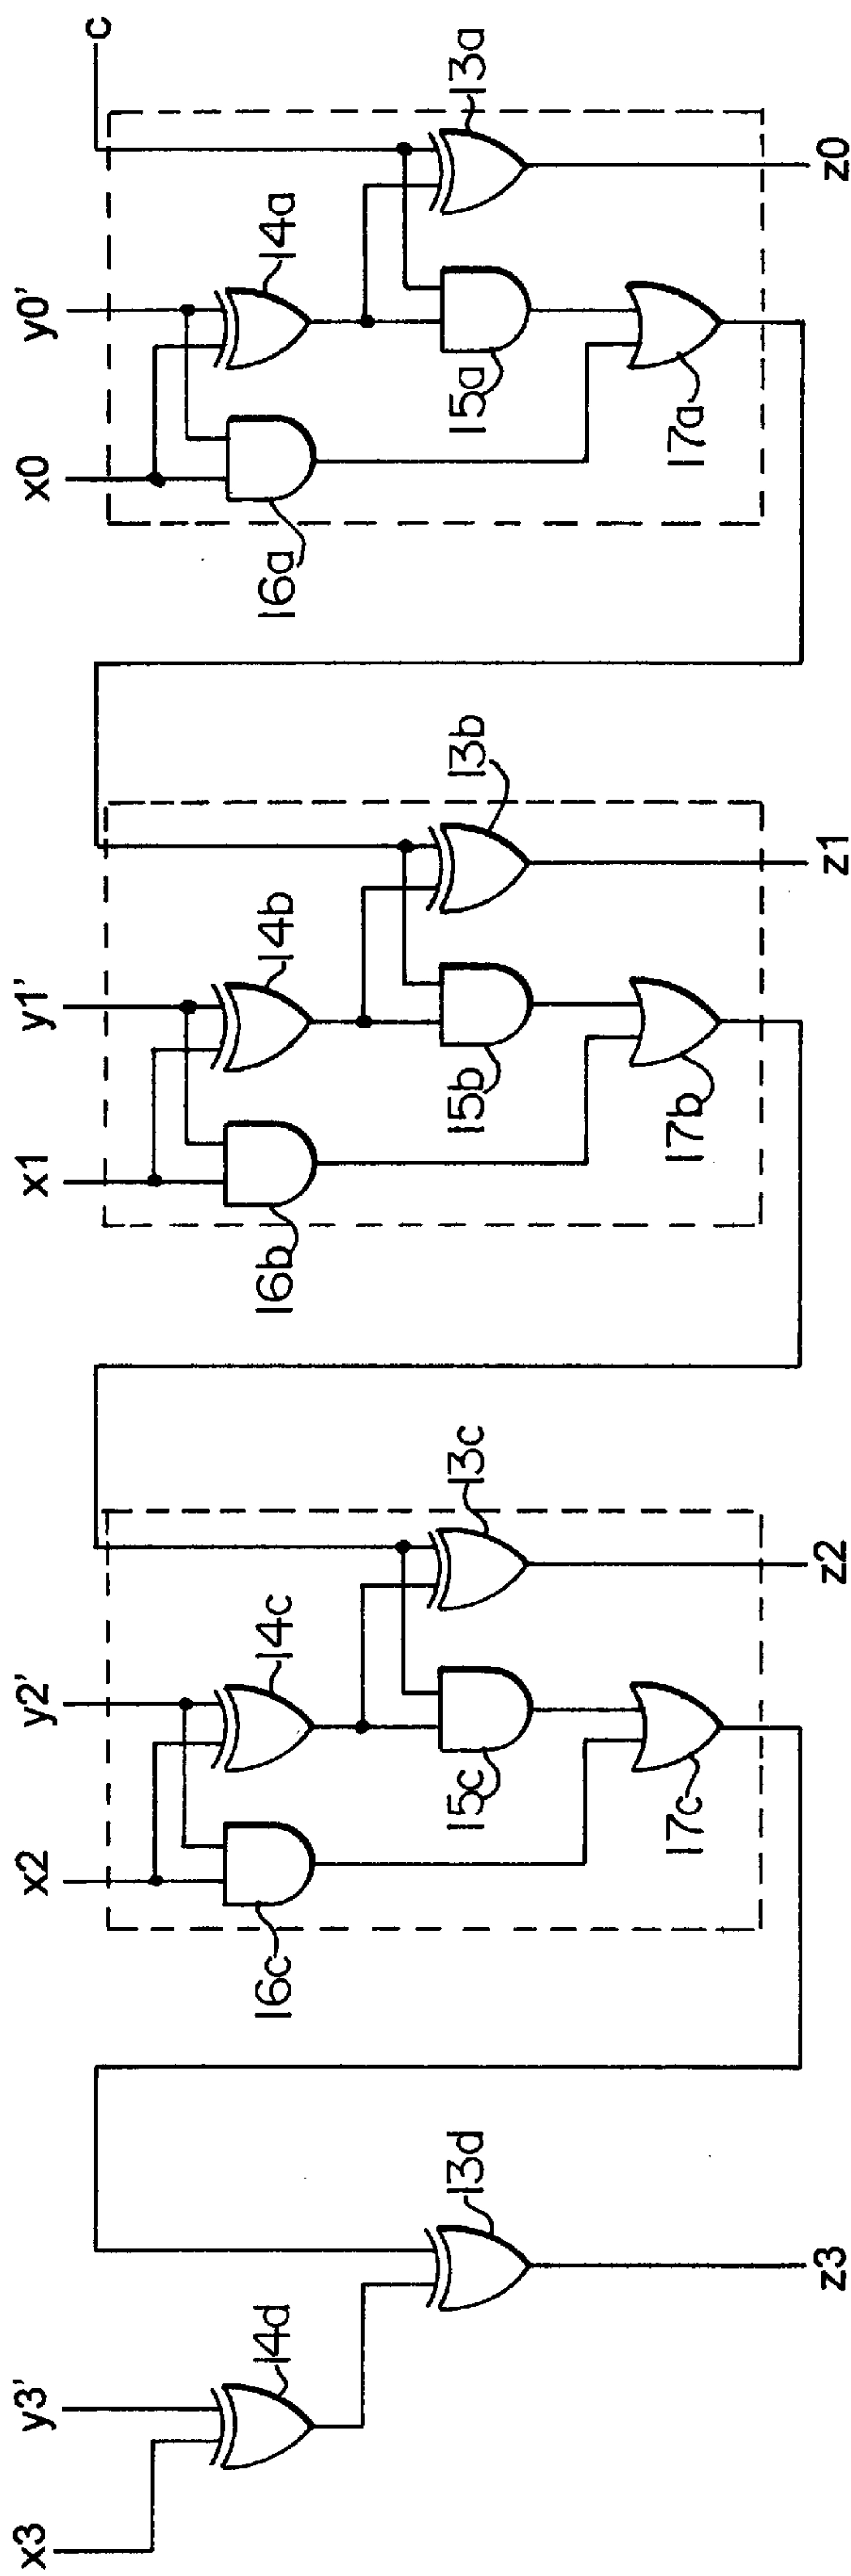 x3
y3'
x2
y2'
x1
y1'
x0
y0'
c
14d
16c
14c
16b
14b
16a
14a
13d
15c
13c
15b
13b
15a
13a
17c
17b
17a
z3
z2
z1
z0